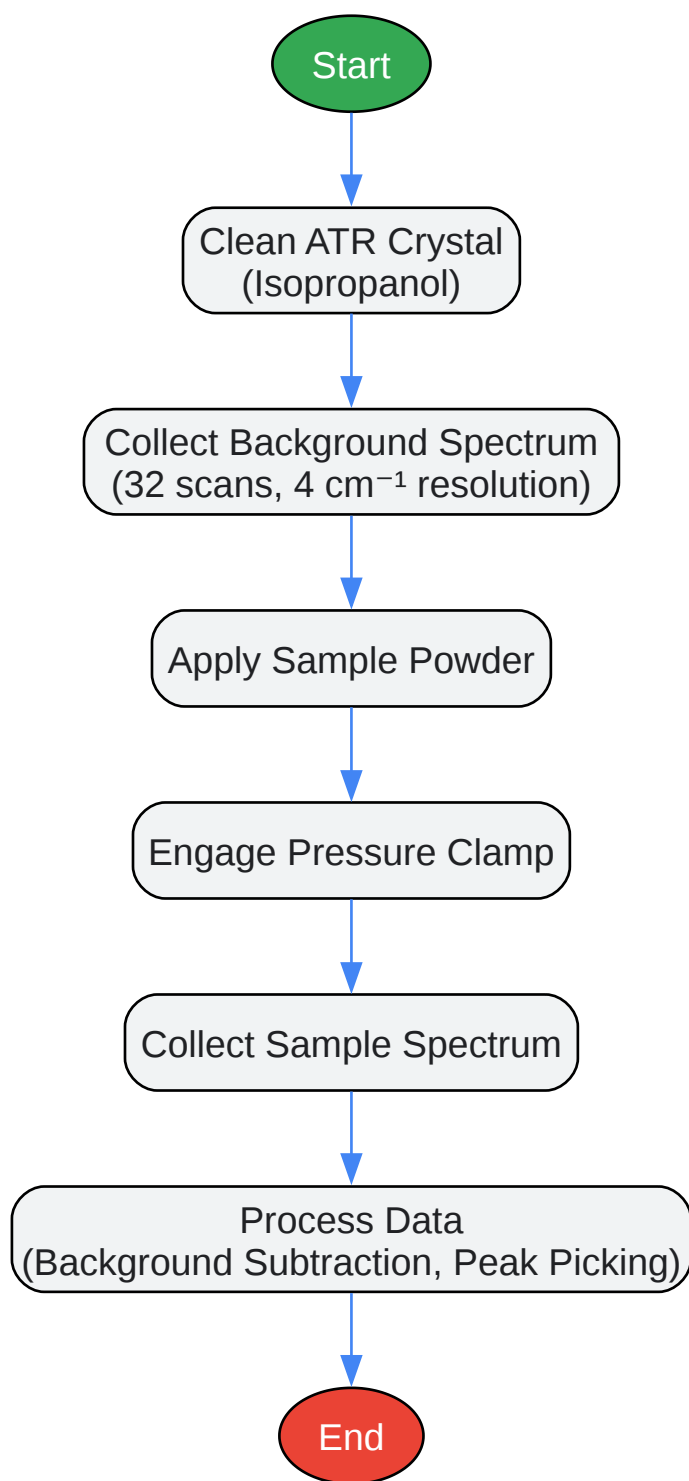 Start
Clean ATR Crystal
(Isopropanol)
Collect Background Spectrum
(32 scans, 4 cm⁻¹ resolution)
Apply Sample Powder
Engage Pressure Clamp
Collect Sample Spectrum
Process Data
(Background Subtraction, Peak Picking)
End